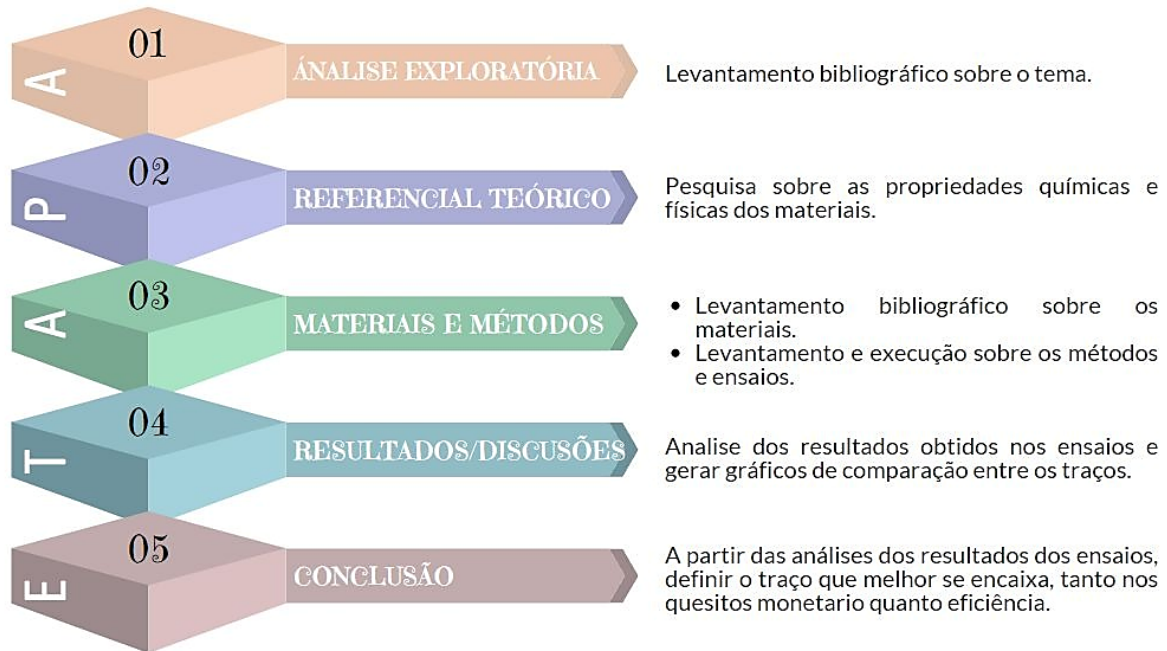 01
A
ÁNALISE EXPLORATÓRIA
Levantamento bibliográfico sobre o tema.
02
P
REFERENCIAL TEÓRICO
Pesquisa sobre as propriedades químicas e
físicas dos materiais.
03
A
MATERIAIS E MÉTODOS
• Levantamento bibliográfico sobre os
materiais.
• Levantamento e execução sobre os métodos
e ensaios.
04
T
RESULTADOS/DISCUSÕES
Analise dos resultados obtidos nos ensaios e
gerar gráficos de comparação entre os traços.
05
E
CONCLUSÃO
A partir das análises dos resultados dos ensaios,
definir o traço que melhor se encaixa, tanto nos
quesitos monetario quanto eficiência.